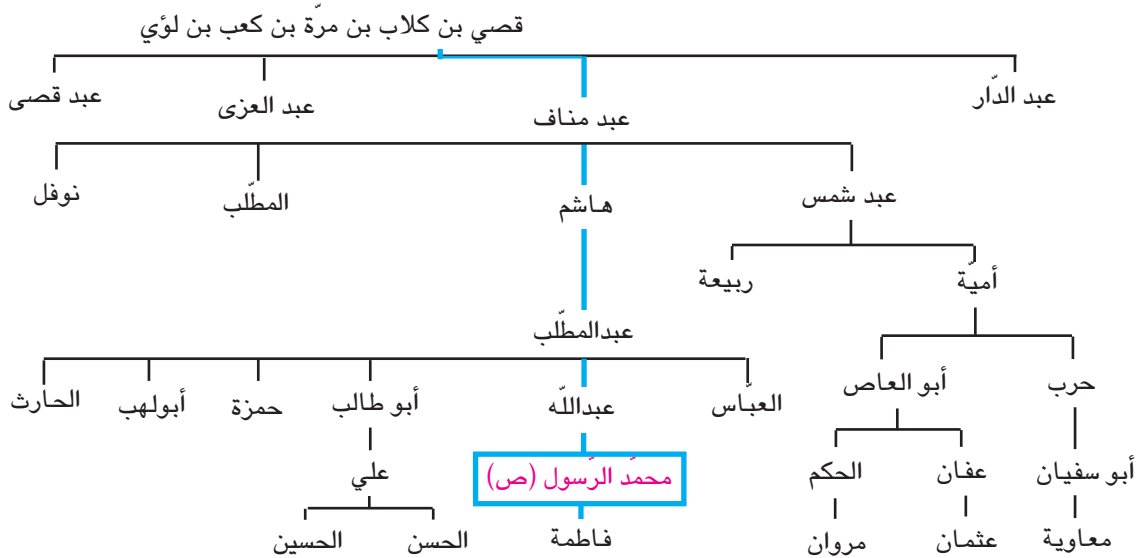 قصي بن كلاب بن مرّة بن كعب بن لؤي
عبد الدّار عبد مناف عبد العزى عبد قصى
عبد شمس هاشم المطّلب نوفل
أميّة ربيعة
عبدالمطّلب
حرب أبو العاص العبّاس عبداللّه أبو طالب حمزة أبولهب الحارث
أبو سفيان عفان الحكم محمّد الرّسول (ص) علي
معاوية عثمان مروان فاطمة الحسن الحسين